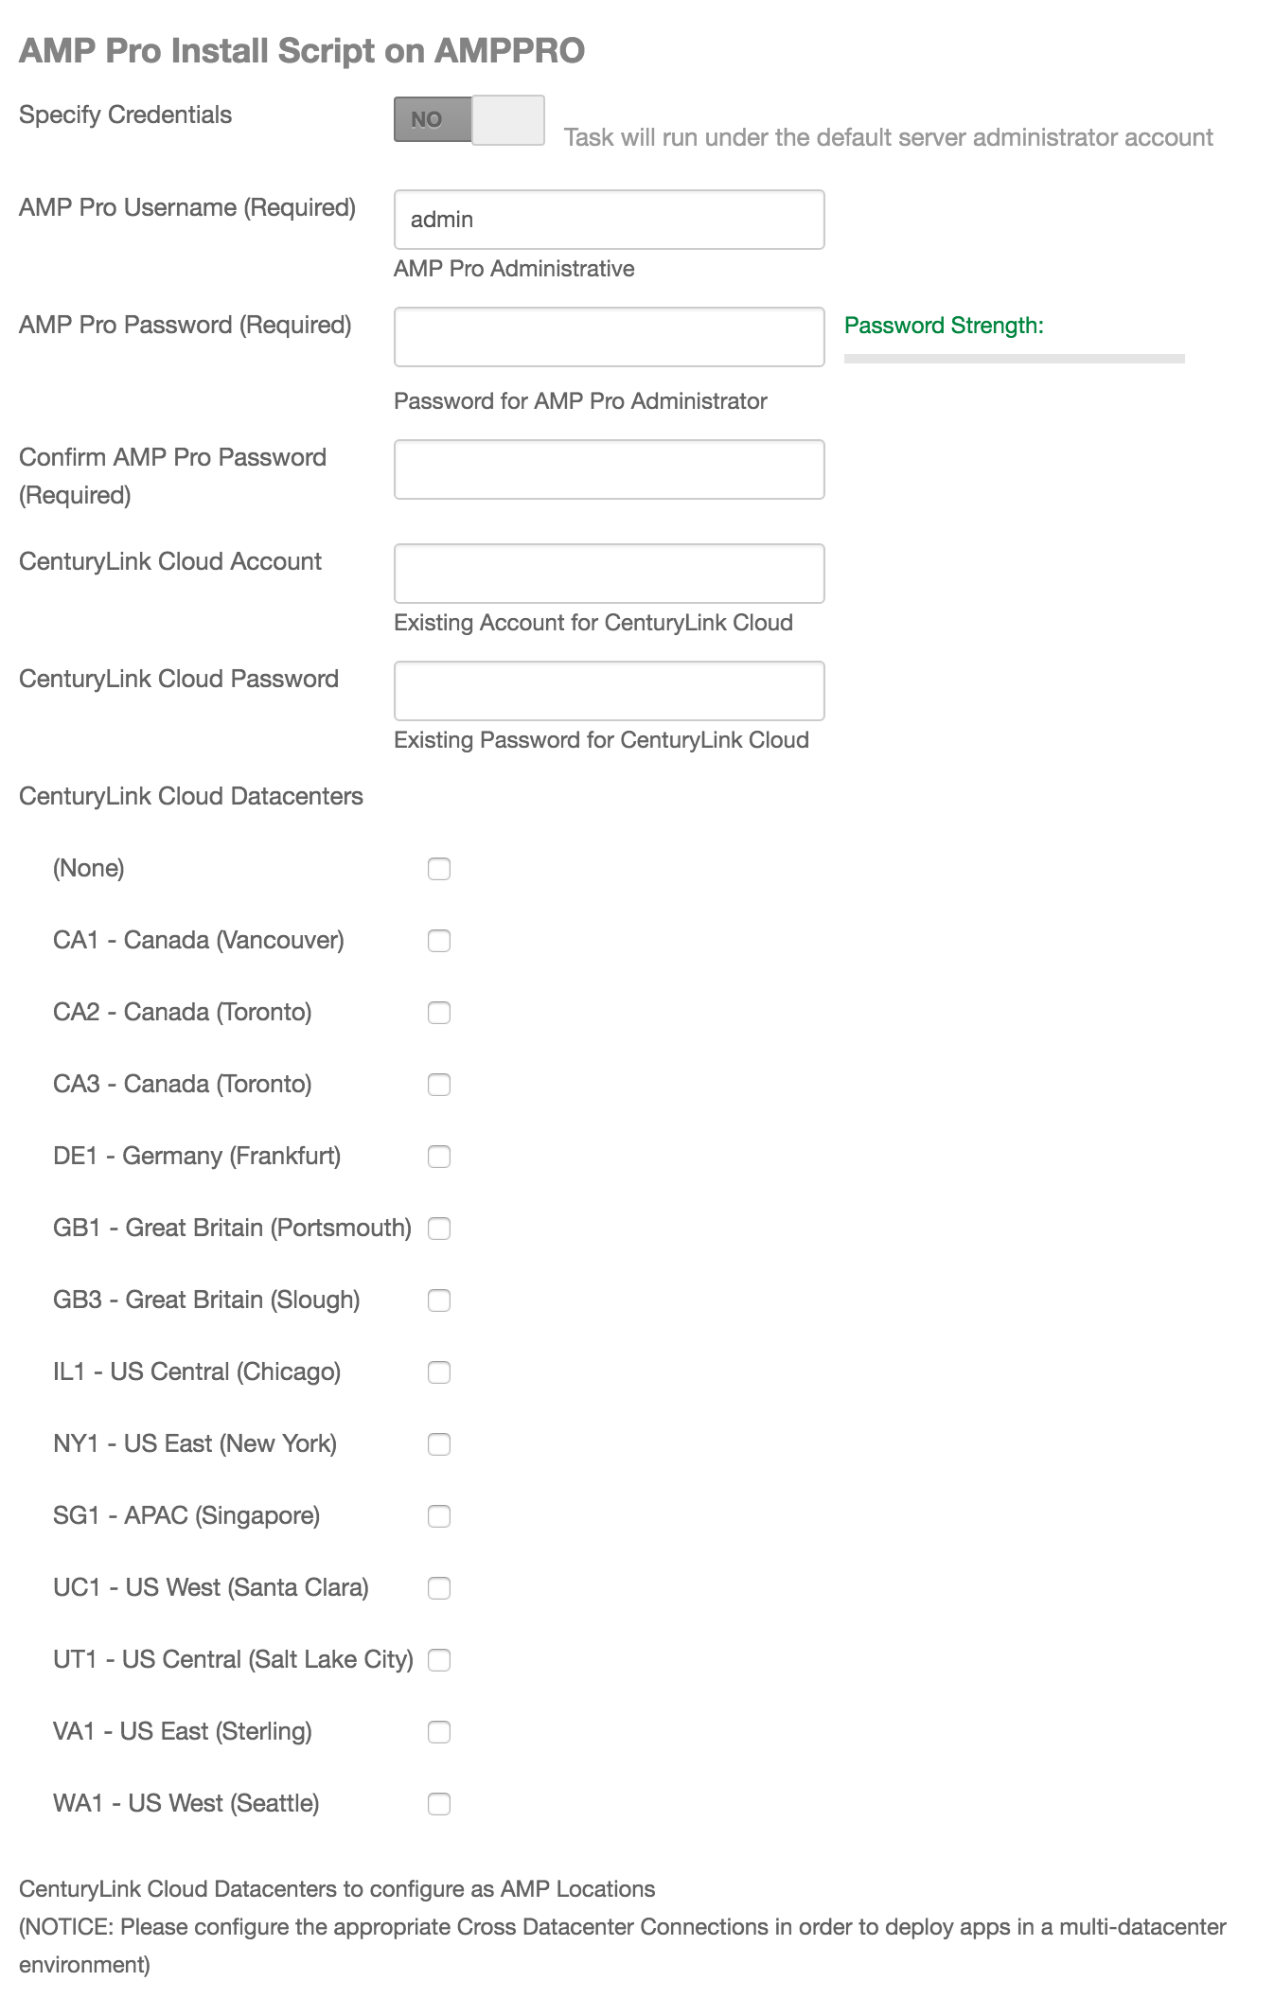 AMP Pro Install Script on AMPPRO
Specify Credentials
NO
Task will run under the default server administrator account
AMP Pro Username (Required)
admin
AMP Pro Administrative
AMP Pro Password (Required)
Password Strength:
Password for AMP Pro Administrator
Confirm AMP Pro Password
(Required)
CenturyLink Cloud Account
Existing Account for CenturyLink Cloud
CenturyLink Cloud Password
Existing Password for CenturyLink Cloud
CenturyLink Cloud Datacenters
(None)
CA1 - Canada (Vancouver)
CA2 - Canada (Toronto)
CA3 - Canada (Toronto)
DE1 - Germany (Frankfurt)
GB1 - Great Britain (Portsmouth)
GB3 - Great Britain (Slough)
IL1 - US Central (Chicago)
NY1 - US East (New York)
SG1 - APAC (Singapore)
UC1 - US West (Santa Clara)
UT1 - US Central (Salt Lake City)
VA1 - US East (Sterling)
WA1 - US West (Seattle)
CenturyLink Cloud Datacenters to configure as AMP Locations
(NOTICE: Please configure the appropriate Cross Datacenter Connections in order to deploy apps in a multi-datacenter
environment)